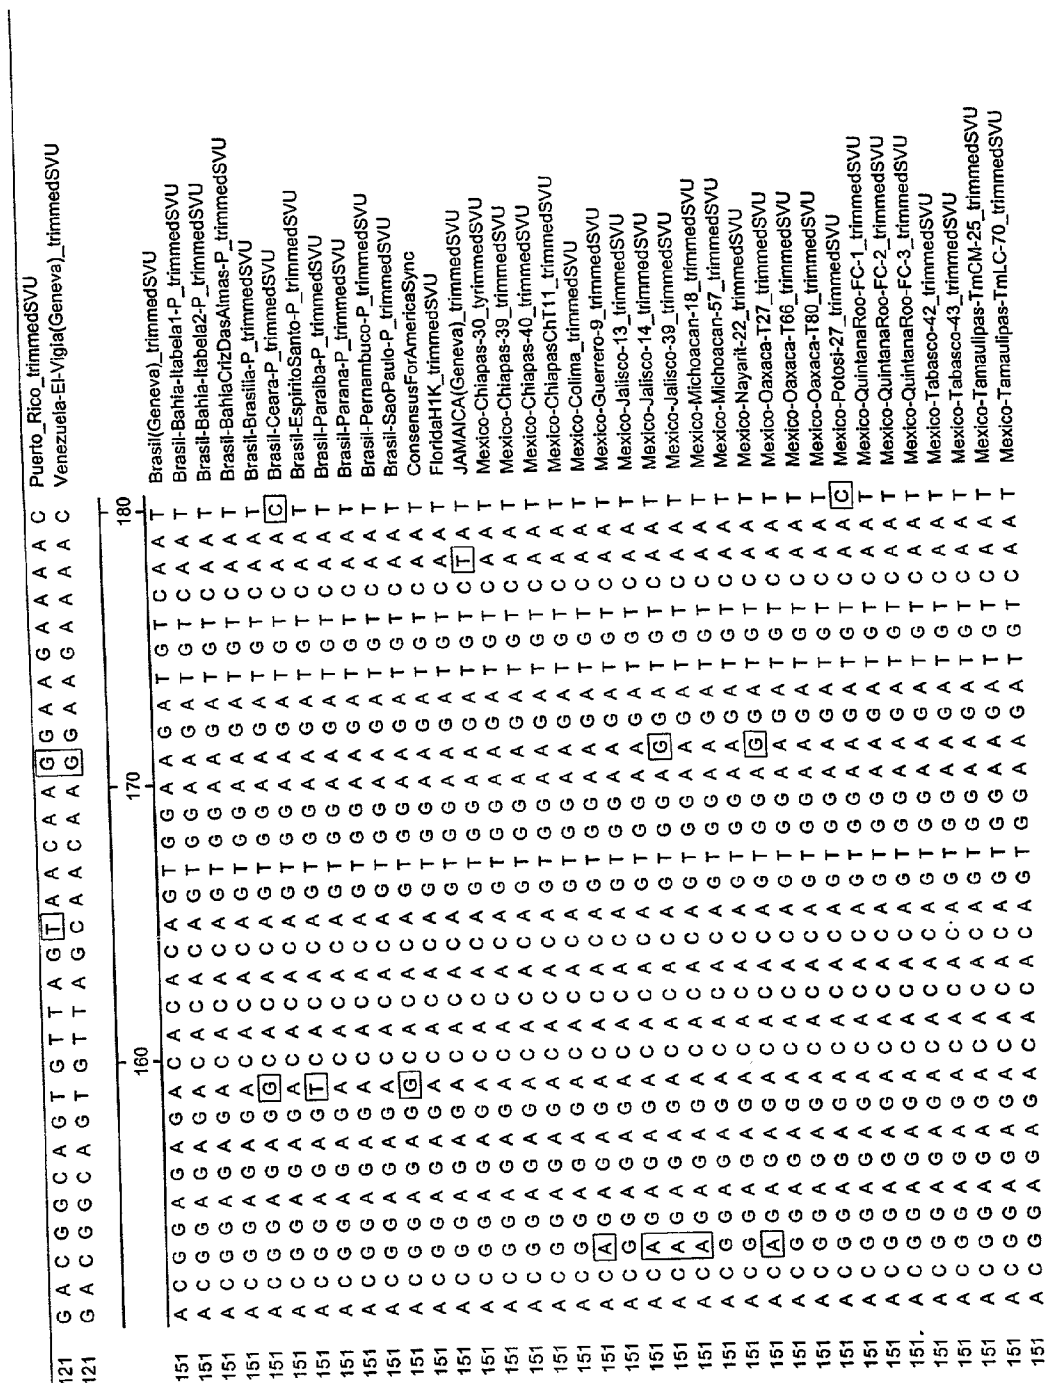 121 G A C G G C A G T G T T A G T A A C A A G G A A G A A A A C Puerto_Rico_trimmedSVU
121 G A C G G C A G T G T T A G C A A C A A G G A A G A A A A C Venezuela-El-Vigla(Geneva)_trimmedSVU
160 170 180
151 A C G G A G A G A C A C A C A G T G G A A G A T G T C A A T Brasil(Geneva)_trimmedSVU
151 A C G G A G A G A C A C A C A G T G G A A G A T G T C A A T Brasil-Bahia-Itabela1-P_trimmedSVU
151 A C G G A G A G A C A C A C A G T G G A A G A T G T C A A T Brasil-Bahia-Itabela2-P_trimmedSVU
151 A C G G A G A G A C A C A C A G T G G A A G A T G T C A A T Brasil-BahiaCrizDasAlmas-P_trimmedSVU
151 A C G G A G A G G C A C A C A G T G G A A G A T G T C A A T Brasil-Brasilia-P_trimmedSVU
151 A C G G A G A G A C A C A C A G T G G A A G A T G T C A A C Brasil-Ceara-P_trimmedSVU
151 A C G G A G A G T C A C A C A G T G G A A G A T G T C A A T Brasil-EspiritoSanto-P_trimmedSVU
151 A C G G A G A G A C A C A C A G T G G A A G A T G T C A A T Brasil-Paraiba-P_trimmedSVU
151 A C G G A G A G A C A C A C A G T G G A A G A T G T C A A T Brasil-Parana-P_trimmedSVU
151 A C G G A G A G A C A C A C A G T G G A A G A T G T C A A T Brasil-Pernambuco-P_trimmedSVU
151 A C G G A G A G G C A C A C A G T G G A A G A T G T C A A T Brasil-SaoPaulo-P_trimmedSVU
151 A C G G A G A G A C A C A C A G T G G A A G A T G T C A A T ConsensusForAmericaSync
151 A C G G A G A G A C A C A C A G T G G A A G A T G T C A A T FloridaH1K_trimmedSVU
151 A C G G A G A G A C A C A C A G T G G A A G A T G T C T A T JAMAICA(Geneva)_trimmedSVU
151 A C G G A G A G A C A C A C A G T G G A A G A T G T C A A T Mexico-Chiapas-30_tyrimmedSVU
151 A C G G A G A G A C A C A C A G T G G A A G A T G T C A A T Mexico-Chiapas-39_trimmedSVU
151 A C G G A G A G A C A C A C A G T G G A A G A T G T C A A T Mexico-Chiapas-40_trimmedSVU
151 A C G G A G A G A C A C A C A G T G G A A G A T G T C A A T Mexico-ChiapasChT11_trimmedSVU
151 A C A G A G A G A C A C A C A G T G G A A G A T G T C A A T Mexico-Colima_trimmedSVU
151 A C G G A G A G A C A C A C A G T G G A A G A T G T C A A T Mexico-Guerrero-9_trimmedSVU
151 A C A G A G A G A C A C A C A G T G G A A G A T G T C A A T Mexico-Jalisco-13_trimmedSVU
151 A C A G A G A G A C A C A C A G T G G A G G A T G T C A A T Mexico-Jalisco-14_trimmedSVU
151 A C A G A G A G A C A C A C A G T G G A A G A T G T C A A T Mexico-Jalisco-39_trimmedSVU
151 A C G G A G A G A C A C A C A G T G G A A G A T G T C A A T Mexico-Michoacan-18_trimmedSVU
151 A C G G A G A G A C A C A C A G T G G A A G A T G T C A A T Mexico-Michoacan-57_trirmedSVU
151 A C A G A G A G A C A C A C A G T G G A G G A T G T C A A T Mexico-Nayarit-22_trimmedSVU
151 A C G G A G A G A C A C A C A G T G G A A G A T G T C A A T Mexico-Oaxaca-T27_trimmedSVU
151 A C G G A G A G A C A C A C A G T G G A A G A T G T C A A T Mexico-Oaxaca-T66_trimmedSVU
151 A C G G A G A G A C A C A C A G T G G A A G A T G T C A A T Mexico-Oaxaca-T80_trimmedSVU
151 A C G G A G A G A C A C A C A G T G G A A G A T G T C A A C Mexico-Potosi-27_trimmedSVU
151 A C G G A G A G A C A C A C A G T G G A A G A T G T C A A T Mexico-QuintanaRoo-FC-1_trimmedSVU
151 A C G G A G A G A C A C A C A G T G G A A G A T G T C A A T Mexico-QuintanaRoo-FC-2_trimmedSVU
151 A C G G A G A G A C A C A C A G T G G A A G A T G T C A A T Mexico-QuintanaRoo-FC-3_trimmedSVU
151 A C G G A G A G A C A C A C A G T G G A A G A T G T C A A T Mexico-Tabasco-42_trimmedSVU
151 A C G G A G A G A C A C A C A G T G G A A G A T G T C A A T Mexico-Tabasco-43_trimmedSVU
151 A C G G A G A G A C A C A C A G T G G A A G A T G T C A A T Mexico-Tamaulipas-TmCM-25_trimmedSVU
151 A C G G A G A G A C A C A C A G T G G A A G A T G T C A A T Mexico-Tamaulipas-TmLC-70_trimmedSVU